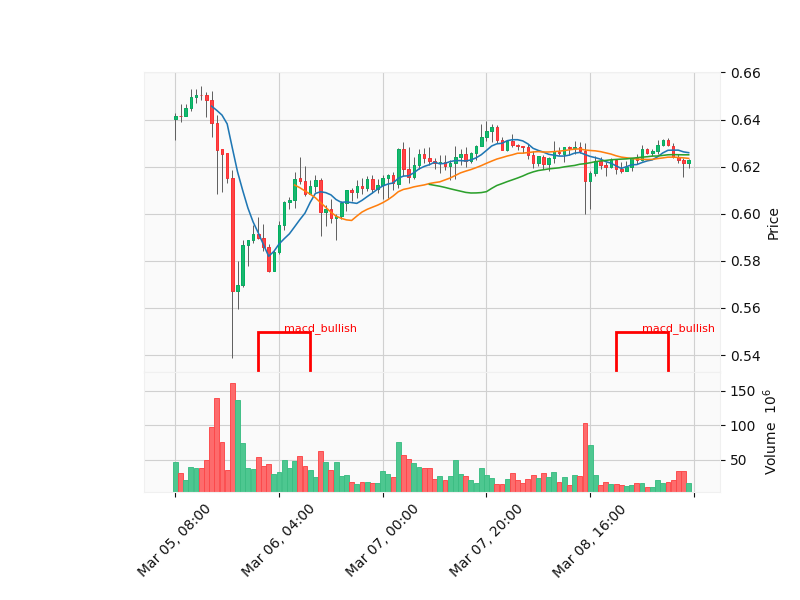 0.66
0.64
0.62
0.60
0.58
0.56
0.54
Price
macd_bullish
macd_bullish
150
100
50
Volume 10^6
Mar 05, 08:00
Mar 06, 04:00
Mar 07, 00:00
Mar 07, 20:00
Mar 08, 16:00